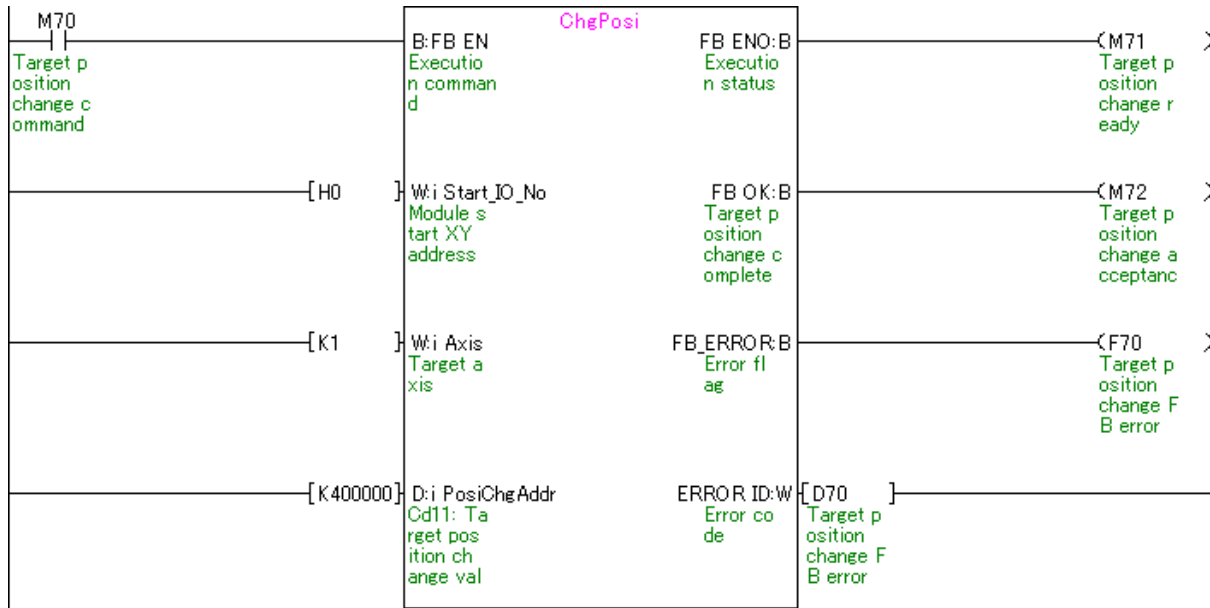 M70
Target p
osition
change c
ommand
ChgPosi
B:FB EN
Executio
n comman
d
FB ENO:B
Executio
n status
M71
Target p
osition
change r
eady
H0
W:i Start_IO_No
Module s
tart XY
address
FB OK:B
Target p
osition
change c
omplete
M72
Target p
osition
change a
cceptanc
K1
W:i Axis
Target a
xis
FB_ERROR:B
Error fl
ag
F70
Target p
osition
change F
B error
K400000
D:i PosiChgAddr
Cd11: Ta
rget pos
ition ch
ange val
ERROR ID:W
Error co
de
D70
Target p
osition
change F
B error